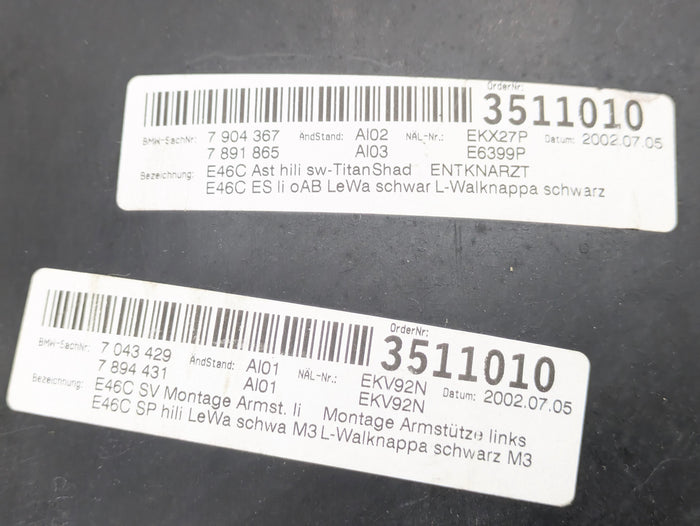 OrderNr:
3511010
BMW-SachNr: 7 904 367 ÄndStand: AI02 NÄL-Nr.: EKX27P Datum: 2002.07.05
7 891 865 AI03 E6399P
Bezeichnung: E46C Ast hili sw-TitanShad ENTKNARZT
E46C ES li oAB LeWa schwar L-Walknappa schwarz
OrderNr:
3511010
BMW-SachNr: 7 043 429 ÄndStand: AI01 NÄL-Nr.: EKV92N Datum: 2002.07.05
7 894 431 AI01 EKV92N
Bezeichnung: E46C SV Montage Armst. li Montage Armstütze links
E46C SP hili LeWa schwa M3 L-Walknappa schwarz M3